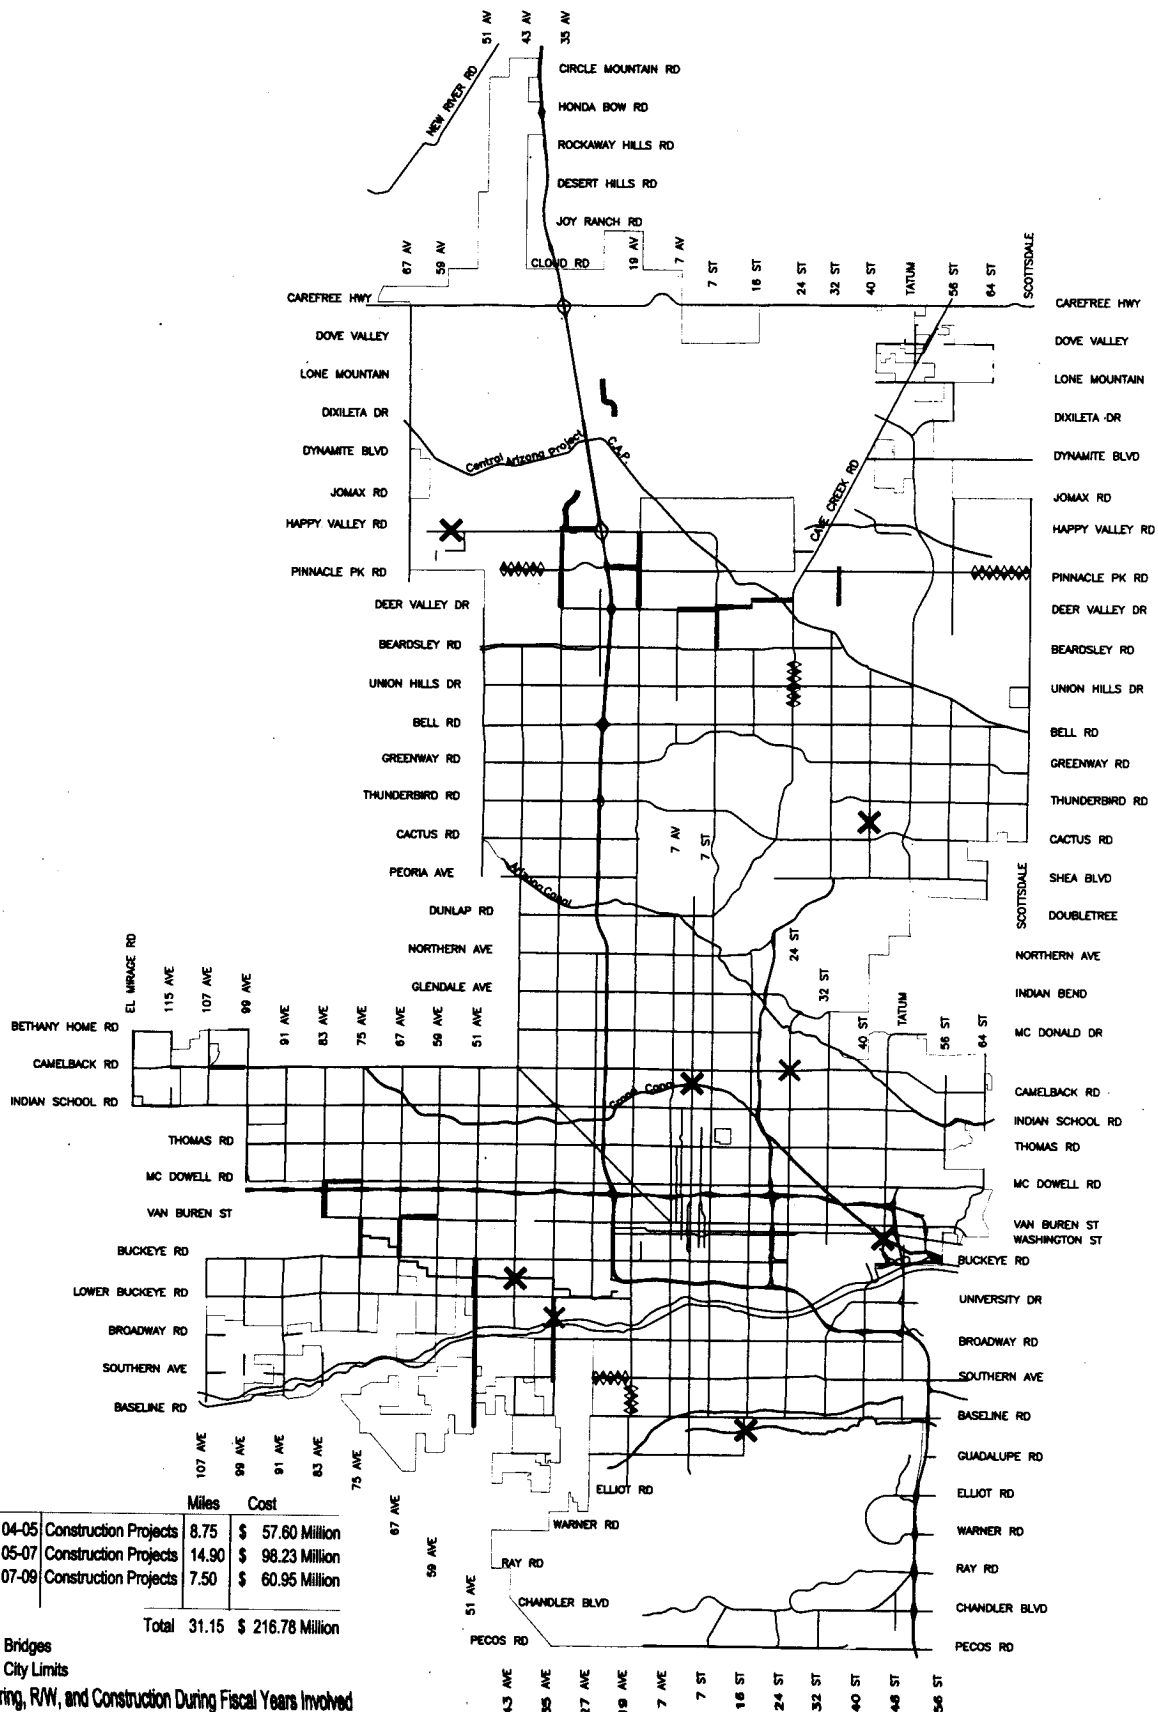 51 AV
43 AV
35 AV
CIRCLE MOUNTAIN RD
NEW RIVER RD
HONDA BOW RD
ROCKAWAY HILLS RD
DESERT HILLS RD
JOY RANCH RD
67 AV
59 AV
CLOUD RD
19 AV
7 AV
7 ST
16 ST
24 ST
32 ST
40 ST
TATUM
56 ST
64 ST
SCOTTSDALE
CAREFREE HWY
CAREFREE HWY
DOVE VALLEY
DOVE VALLEY
LONE MOUNTAIN
LONE MOUNTAIN
DIXILETA DR
DIXILETA DR
Central Arizona Project
C.A.P.
DYNAMITE BLVD
DYNAMITE BLVD
CAVE CREEK RD
JOMAX RD
JOMAX RD
HAPPY VALLEY RD
HAPPY VALLEY RD
PINNACLE PK RD
PINNACLE PK RD
DEER VALLEY DR
DEER VALLEY DR
BEARDSLEY RD
BEARDSLEY RD
UNION HILLS DR
UNION HILLS DR
BELL RD
BELL RD
GREENWAY RD
GREENWAY RD
THUNDERBIRD RD
THUNDERBIRD RD
CACTUS RD
7 AV
7 ST
CACTUS RD
PEORIA AVE
Arizona Canal
SHEA BLVD
SCOTTSDALE
DUNLAP RD
DOUBLETREE
NORTHERN AVE
24 ST
NORTHERN AVE
GLENDALE AVE
32 ST
INDIAN BEND
EL MIRAGE RD
115 AVE
107 AVE
99 AVE
91 AVE
83 AVE
75 AVE
67 AVE
59 AVE
51 AVE
40 ST
TATUM
56 ST
64 ST
BETHANY HOME RD
MC DONALD DR
CAMELBACK RD
CAMELBACK RD
Grand Canal
INDIAN SCHOOL RD
INDIAN SCHOOL RD
THOMAS RD
THOMAS RD
MC DOWELL RD
MC DOWELL RD
VAN BUREN ST
VAN BUREN ST
WASHINGTON ST
BUCKEYE RD
BUCKEYE RD
LOWER BUCKEYE RD
UNIVERSITY DR
BROADWAY RD
BROADWAY RD
SOUTHERN AVE
SOUTHERN AVE
BASELINE RD
BASELINE RD
107 AVE
99 AVE
91 AVE
83 AVE
75 AVE
67 AVE
59 AVE
51 AVE
GUADALUPE RD
ELLIOT RD
ELLIOT RD
WARNER RD
WARNER RD
RAY RD
RAY RD
CHANDLER BLVD
CHANDLER BLVD
PECOS RD
PECOS RD
43 AVE
35 AVE
27 AVE
19 AVE
7 AVE
7 ST
16 ST
24 ST
32 ST
40 ST
48 ST
56 ST
Miles Cost
04-05 Construction Projects 8.75 $ 57.60 Million
05-07 Construction Projects 14.90 $ 98.23 Million
07-09 Construction Projects 7.50 $ 60.95 Million
Total 31.15 $ 216.78 Million
Bridges
City Limits
ring, R/W, and Construction During Fiscal Years Involved